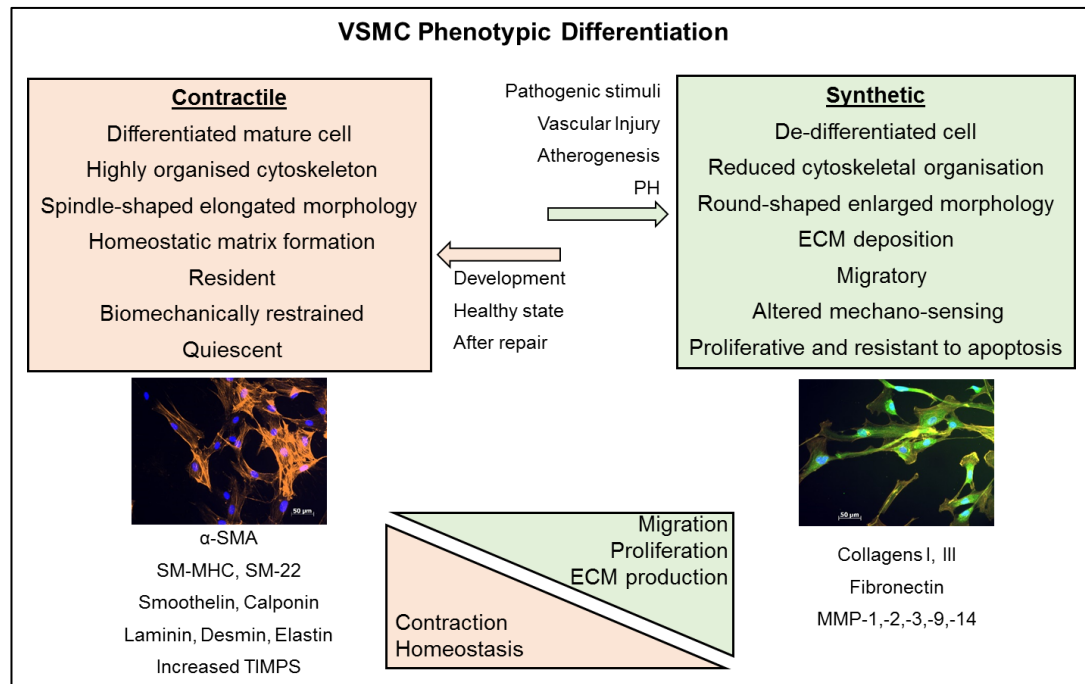 VSMC Phenotypic Differentiation
Contractile
Differentiated mature cell
Highly organised cytoskeleton
Spindle-shaped elongated morphology
Homeostatic matrix formation
Resident
Biomechanically restrained
Quiescent
Pathogenic stimuli
Vascular Injury
Atherogenesis
PH
Development
Healthy state
After repair
Synthetic
De-differentiated cell
Reduced cytoskeletal organisation
Round-shaped enlarged morphology
ECM deposition
Migratory
Altered mechano-sensing
Proliferative and resistant to apoptosis
50 µm
α-SMA
SM-MHC, SM-22
Smoothelin, Calponin
Laminin, Desmin, Elastin
Increased TIMPS
Migration
Proliferation
ECM production
Contraction
Homeostasis
50 µm
Collagens I, III
Fibronectin
MMP-1,-2,-3,-9,-14